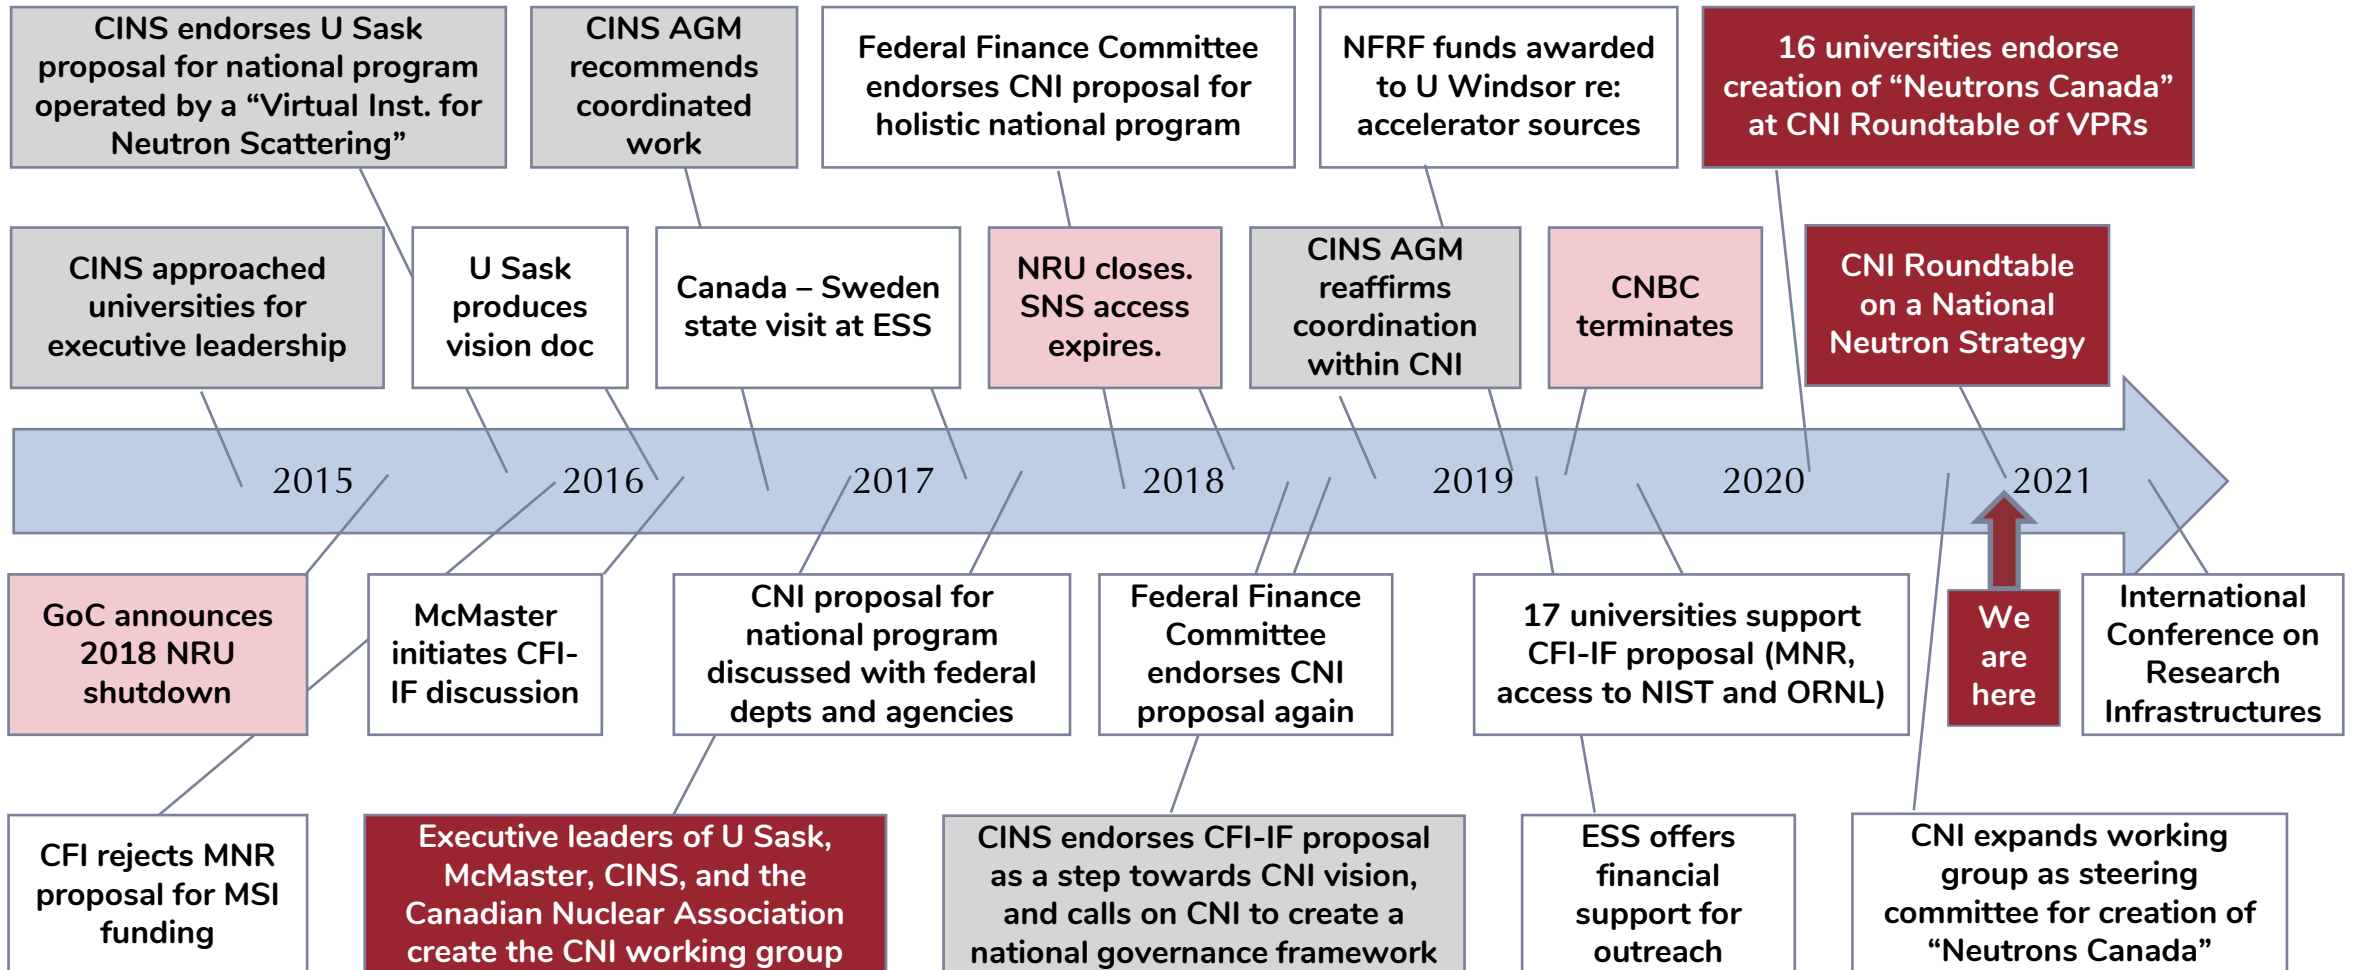 CINS endorses U Sask
proposal for national program
operated by a “Virtual Inst. for
Neutron Scattering”
CINS AGM
recommends
coordinated
work
Federal Finance Committee
endorses CNI proposal for
holistic national program
NFRF funds awarded
to U Windsor re:
accelerator sources
16 universities endorse
creation of “Neutrons Canada”
at CNI Roundtable of VPRs
CINS approached
universities for
executive leadership
U Sask
produces
vision doc
Canada – Sweden
state visit at ESS
NRU closes.
SNS access
expires.
CINS AGM
reaffirms
coordination
within CNI
CNBC
terminates
CNI Roundtable
on a National
Neutron Strategy
2015
2016
2017
2018
2019
2020
2021
GoC announces
2018 NRU
shutdown
McMaster
initiates CFI-
IF discussion
CNI proposal for
national program
discussed with federal
depts and agencies
Federal Finance
Committee
endorses CNI
proposal again
17 universities support
CFI-IF proposal (MNR,
access to NIST and ORNL)
We
are
here
International
Conference on
Research
Infrastructures
CFI rejects MNR
proposal for MSI
funding
Executive leaders of U Sask,
McMaster, CINS, and the
Canadian Nuclear Association
create the CNI working group
CINS endorses CFI-IF proposal
as a step towards CNI vision,
and calls on CNI to create a
national governance framework
ESS offers
financial
support for
outreach
CNI expands working
group as steering
committee for creation of
“Neutrons Canada”